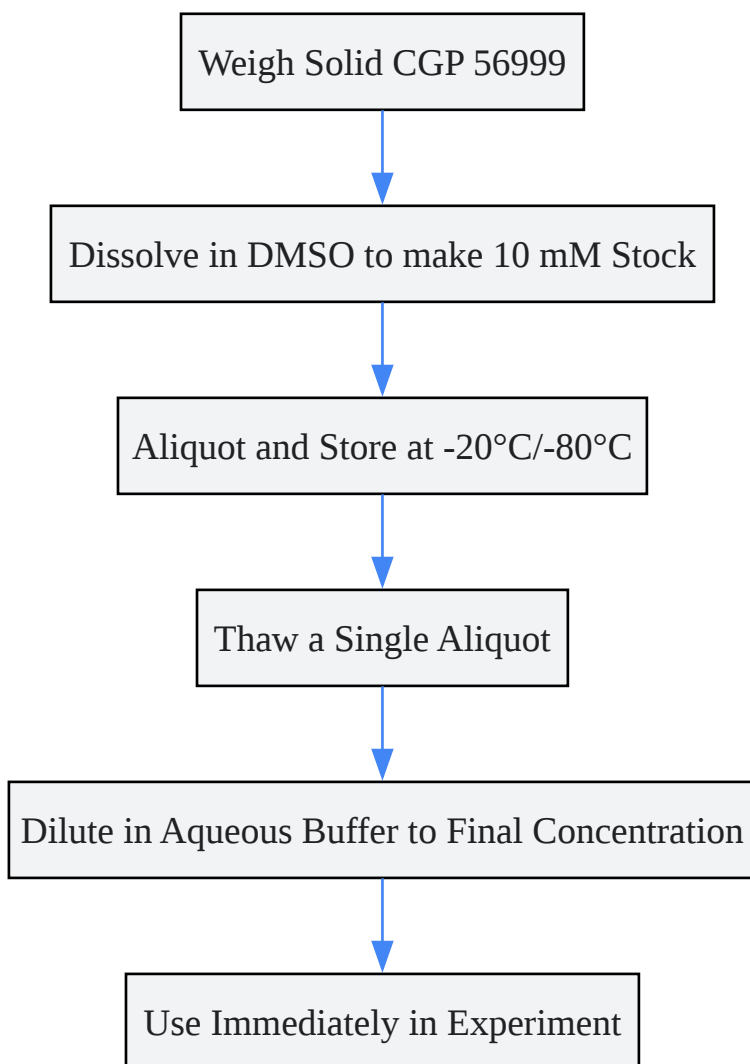 Weigh Solid CGP 56999
Dissolve in DMSO to make 10 mM Stock
Aliquot and Store at -20°C/-80°C
Thaw a Single Aliquot
Dilute in Aqueous Buffer to Final Concentration
Use Immediately in Experiment